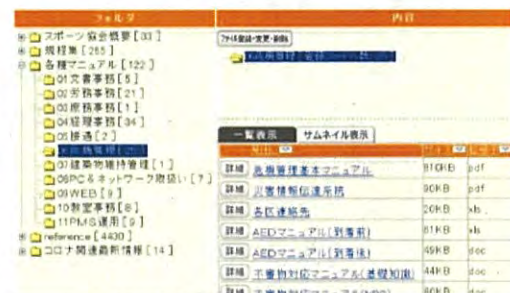 フォルダ
内容
スポーツ協会概要[33]
規程集[265]
各種マニュアル[122]
01文書事務[5]
02労務事務[21]
03庶務事務[1]
04経理事務[34]
05接遇[2]
07建築物維持管理[1]
08PC&ネットワーク取扱い[7]
09WEB[9]
10教室事務[8]
11PMS運用[9]
reference[4400]
コロナ関連最新情報[14]
ファイル登録・変更・削除
一覧表示 サムネイル表示
詳細 危機管理基本マニュアル 810KB pdf
詳細 災害情報伝達系統 90KB pdf
詳細 各区連絡先 20KB xls
詳細 AEDマニュアル(到着前) 61KB xls
詳細 AEDマニュアル(到着後) 49KB doc
詳細 不審物対応マニュアル(基礎知識) 44KB doc